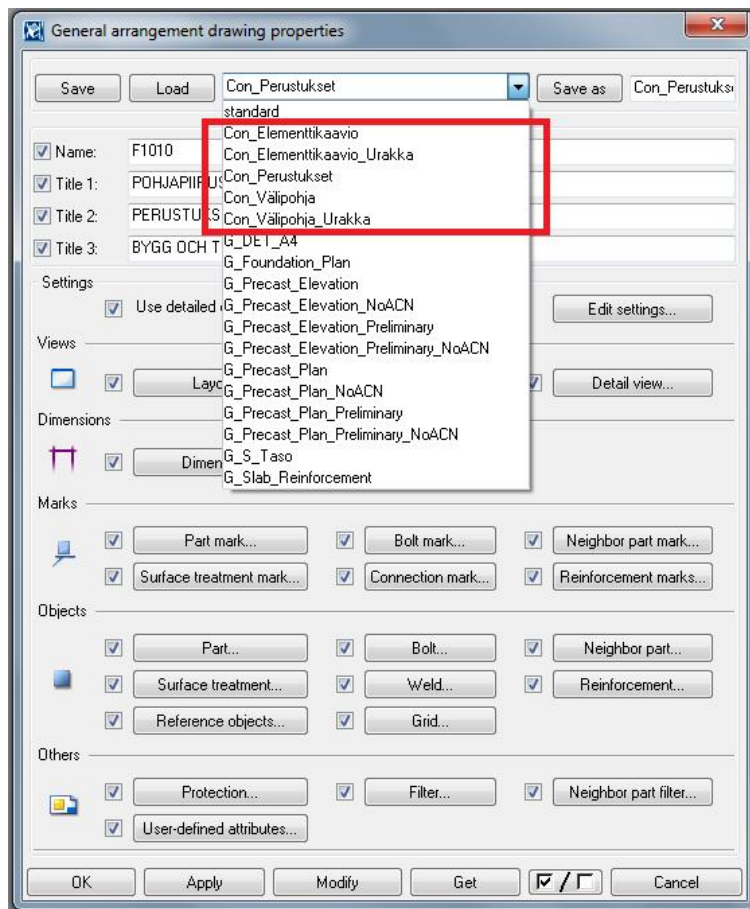 General arrangement drawing properties
Save Load Con_Perustukset Save as Con_Perustuks
standard
Con_Elementtikaavio
Name: F1010
Con_Elementtikaavio_Urakka
Con_Perustukset
Title 1: POHJAPIIRUS
Con_Välipohja
Title 2: PERUSTUKS
Con_Välipohja_Urakka
G_DET_A4
Title 3: BYGG OCH T
G_Foundation_Plan
Settings
G_Precast_Elevation
Use detailed
G_Precast_Elevation_NoACN
Edit settings...
G_Precast_Elevation_Preliminary
Views
G_Precast_Elevation_Preliminary_NoACN
G_Precast_Plan
Layo
G_Precast_Plan_NoACN
Detail view...
G_Precast_Plan_Preliminary
Dimensions
G_Precast_Plan_Preliminary_NoACN
G_S_Taso
Dimen
G_Slab_Reinforcement
Marks
Part mark... Bolt mark... Neighbor part mark...
Surface treatment mark... Connection mark... Reinforcement marks...
Objects
Part... Bolt... Neighbor part...
Surface treatment... Weld... Reinforcement...
Reference objects... Grid...
Others
Protection... Filter... Neighbor part filter...
User-defined attributes...
OK Apply Modify Get / Cancel